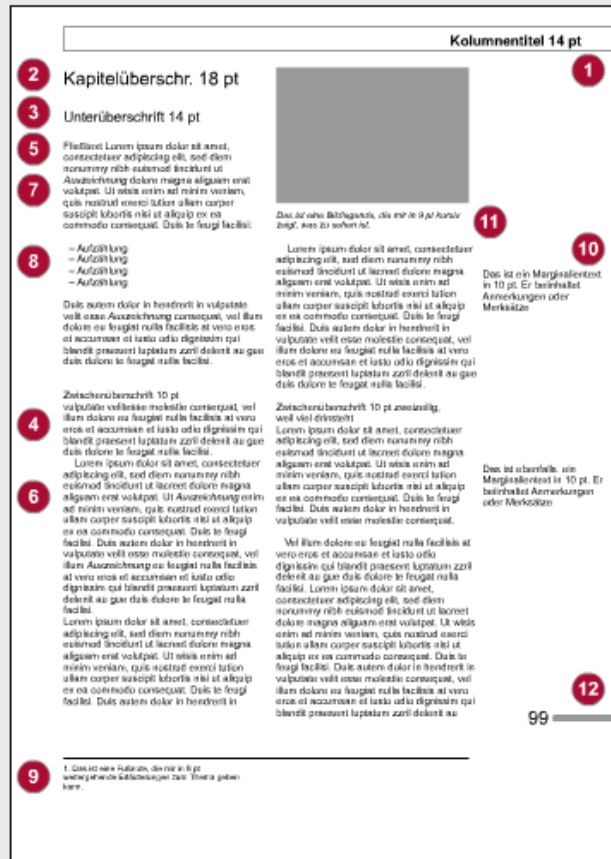 Kolumnentitel 14 pt
1
2
Kapitelüberschr. 18 pt
3
Unterüberschrift 14 pt
5
Fließtext Lorem ipsum dolor sit amet,
consectetuer adipiscing elit, sed diem
nonummy nibh euismod tincidunt ut
7
Auszeichnung dolore magna aliguam erat
volutpat. Ut wisis enim ad minim veniam,
quis nostrud exerci tution ullam corper
suscipit lobortis nisi ut aliquip ex ea
commodo consequat. Duis te feugi facilisi:
8
– Aufzählung
– Aufzählung
– Aufzählung
– Aufzählung
Duis autem dolor in hendrerit in vulputate
velit esse Auszeichnung consequat, vel illum
dolore eu feugiat nulla facilisis at vero eros
et accumsan et iusto odio dignissim qui
blandit praesent luptatum zzril delenit au gue
duis dolore te feugat nulla facilisi.
Zwischenüberschrift 10 pt
vulputate velitesse molestie consequat, vel
4
illum dolore eu feugiat nulla facilisis at vero
eros et accumsan et iusto odio dignissim qui
blandit praesent luptatum zzril delenit au gue
duis dolore te feugat nulla facilisi.
Lorem ipsum dolor sit amet, consectetuer
adipiscing elit, sed diem nonummy nibh
euismod tincidunt ut lacreet dolore magna
6
aliguam erat volutpat. Ut Auszeichnung enim
ad minim veniam, quis nostrud exerci tution
ullam corper suscipit lobortis nisi ut aliquip
ex ea commodo consequat. Duis te feugi
facilisi. Duis autem dolor in hendrerit in
vulputate velit esse molestie consequat, vel
illum Auszeichnung eu feugiat nulla facilisis
at vero eros et accumsan et iusto odio
dignissim qui blandit praesent luptatum zzril
delenit au gue duis dolore te feugat nulla
facilisi.
Lorem ipsum dolor sit amet, consectetuer
adipiscing elit, sed diem nonummy nibh
euismod tincidunt ut lacreet dolore magna
aliguam erat volutpat. Ut wisis enim ad
minim veniam, quis nostrud exerci tution
ullam corper suscipit lobortis nisi ut aliquip
ex ea commodo consequat. Duis te feugi
facilisi. Duis autem dolor in hendrerit in
9
1. Das ist eine Fußnote, die mir in 8 pt
weitergehende Erläuterungen zum Thema geben
kann.
Das ist eine Bildlegende, die mir in 9 pt kursiv
zeigt, was zu sehen ist.
11
Lorem ipsum dolor sit amet, consectetuer
adipiscing elit, sed diem nonummy nibh
euismod tincidunt ut lacreet dolore magna
aliguam erat volutpat. Ut wisis enim ad
minim veniam, quis nostrud exerci tution
ullam corper suscipit lobortis nisi ut aliquip
ex ea commodo consequat. Duis te feugi
facilisi. Duis autem dolor in hendrerit in
vulputate velit esse molestie consequat, vel
illum dolore eu feugiat nulla facilisis at vero
eros et accumsan et iusto odio dignissim qui
blandit praesent luptatum zzril delenit au gue
duis dolore te feugat nulla facilisi.
Zwischenüberschrift 10 pt zweizeilig,
weil viel drinsteht
Lorem ipsum dolor sit amet, consectetuer
adipiscing elit, sed diem nonummy nibh
euismod tincidunt ut lacreet dolore magna
aliguam erat volutpat. Ut wisis enim ad
minim veniam, quis nostrud exerci tution
ullam corper suscipit lobortis nisi ut aliquip
ex ea commodo consequat. Duis te feugi
facilisi. Duis autem dolor in hendrerit in
vulputate velit esse molestie consequat.
Vel illum dolore eu feugiat nulla facilisis at
vero eros et accumsan et iusto odio
dignissim qui blandit praesent luptatum zzril
delenit au gue duis dolore te feugat nulla
facilisi. Lorem ipsum dolor sit amet,
consectetuer adipiscing elit, sed diem
nonummy nibh euismod tincidunt ut lacreet
dolore magna aliguam erat volutpat. Ut wisis
enim ad minim veniam, quis nostrud exerci
tution ullam corper suscipit lobortis nisi ut
aliquip ex ea commodo consequat. Duis te
feugi facilisi. Duis autem dolor in hendrerit in
vulputate velit esse molestie consequat, vel
illum dolore eu feugiat nulla facilisis at vero
eros et accumsan et iusto odio dignissim qui
blandit praesent luptatum zzril delenit au
10
Das ist ein Marginalientext
in 10 pt. Er beinhaltet
Anmerkungen oder
Merksätze
Das ist ebenfalls ein
Marginalientext in 10 pt. Er
beinhaltet Anmerkungen
oder Merksätze
12
99